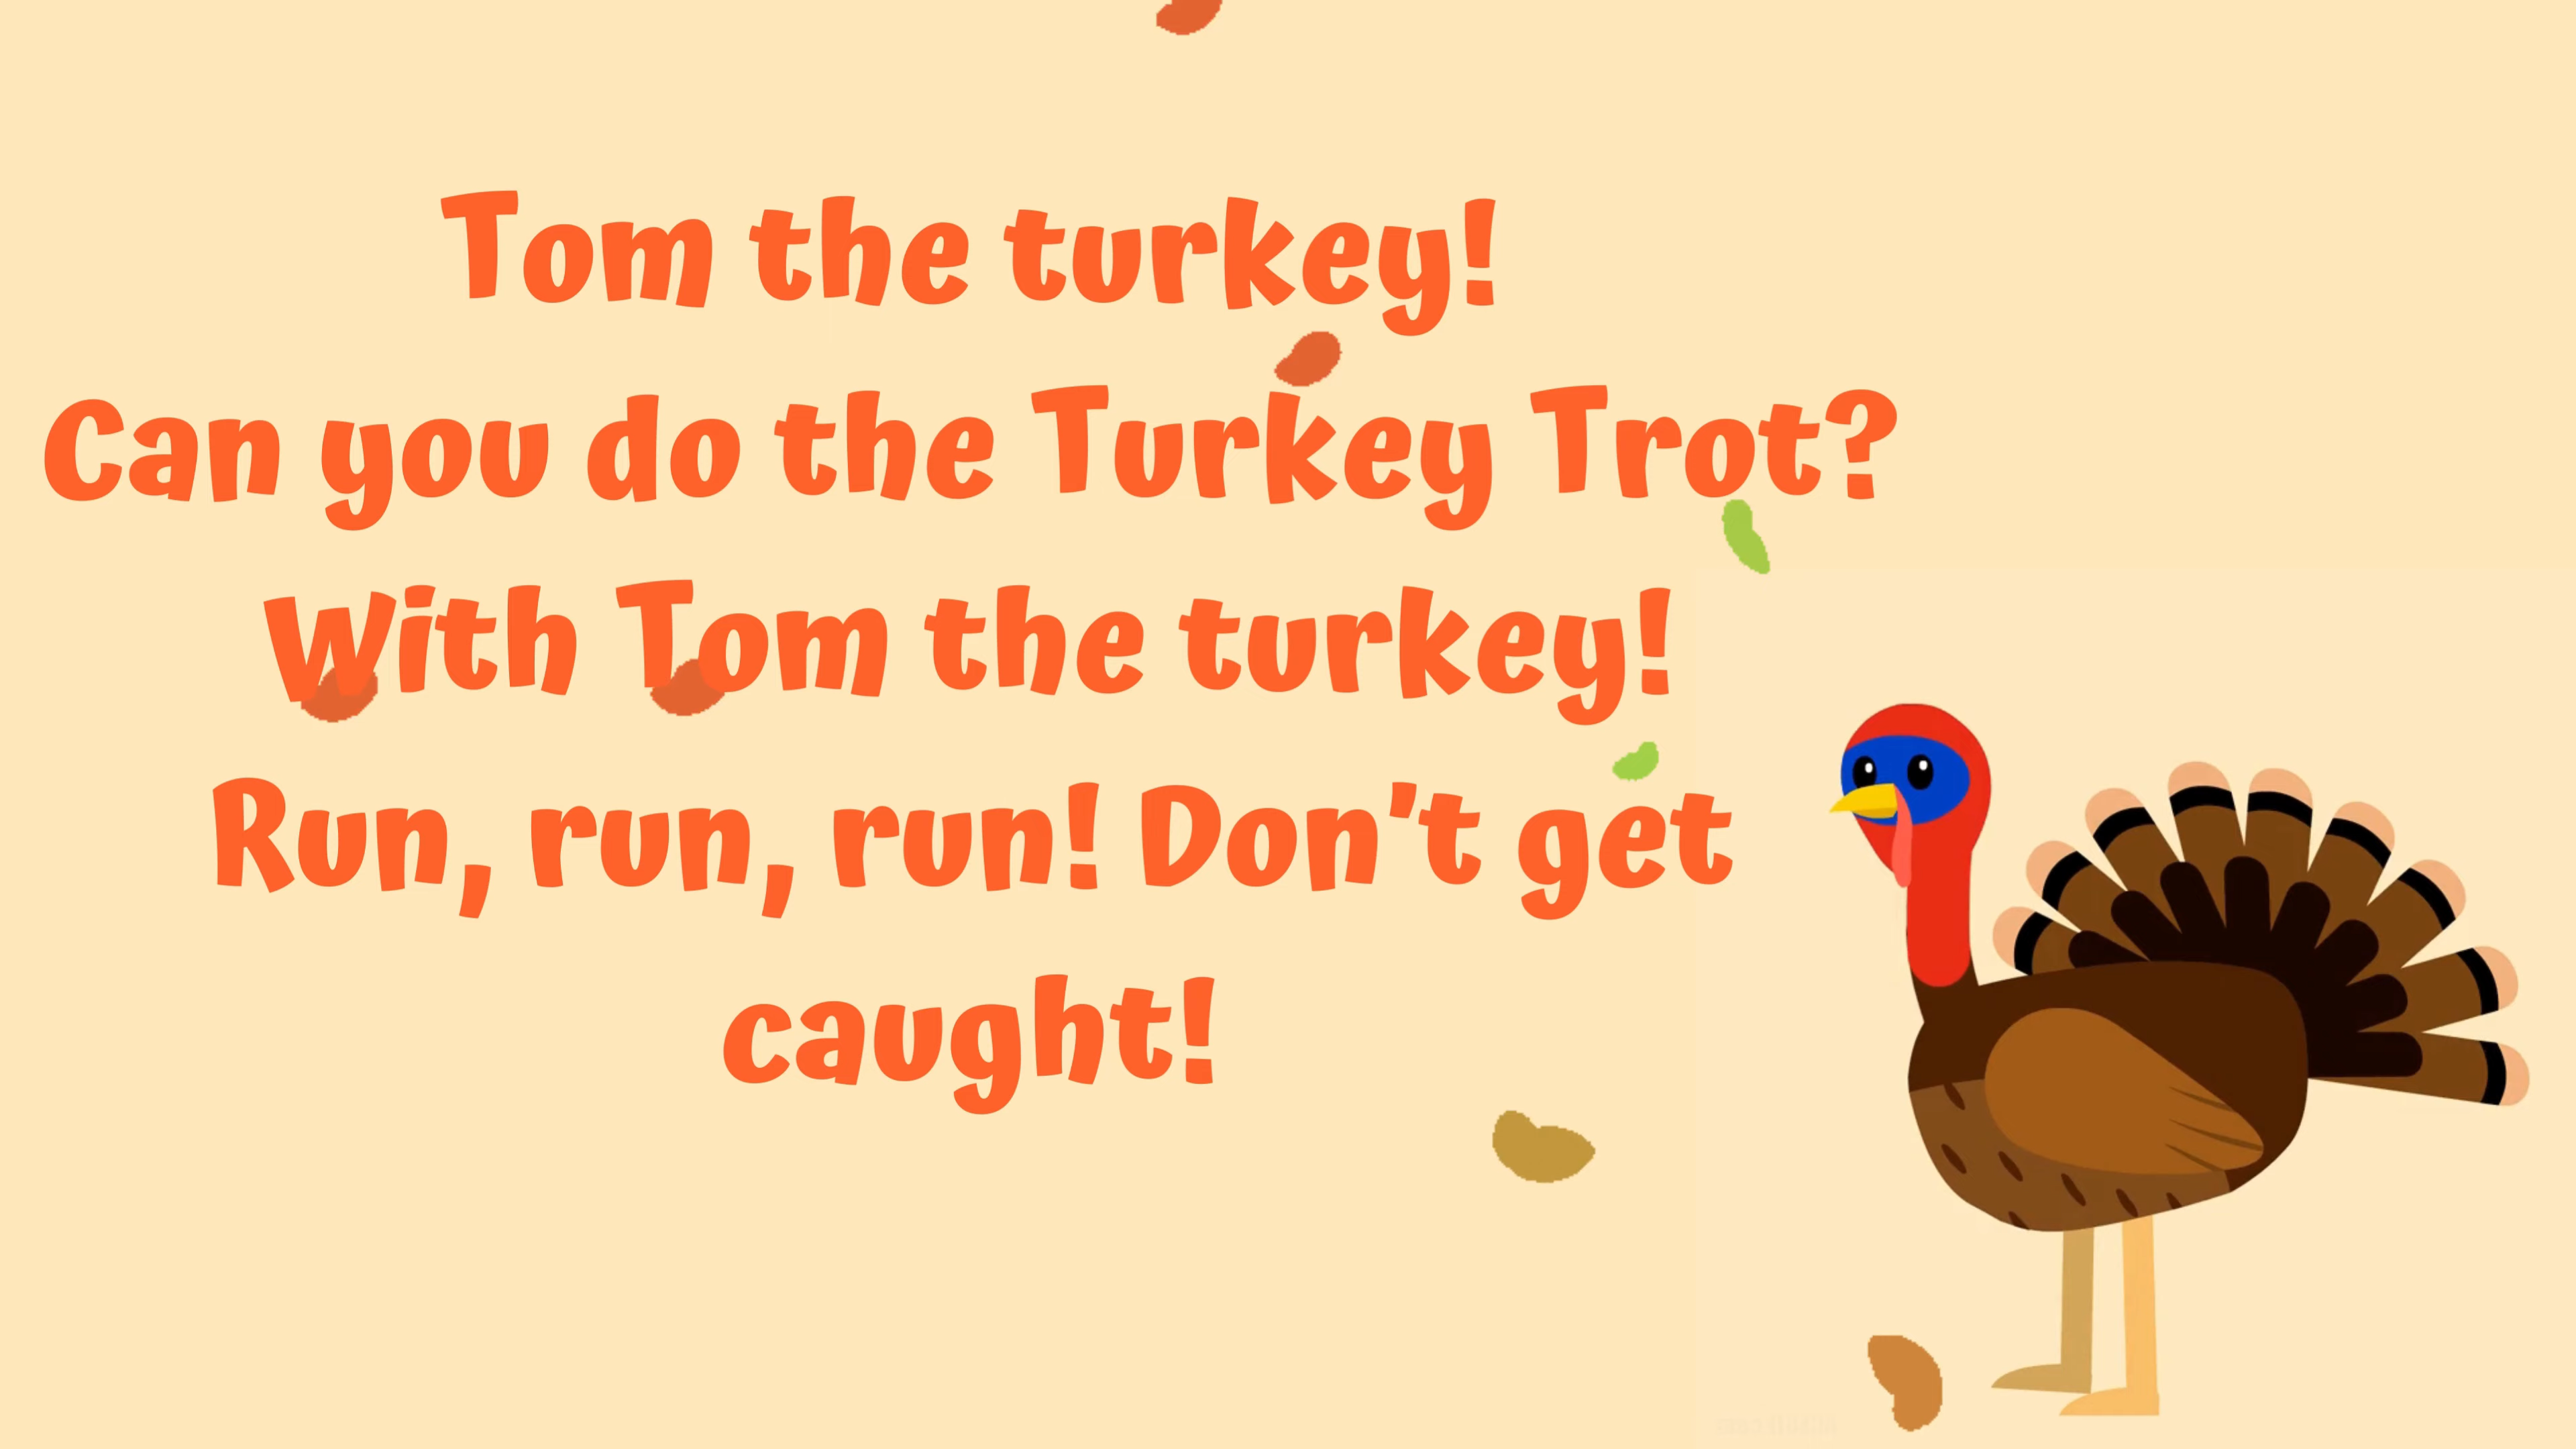 Tom the turkey!
Can you do the Turkey Trot?
With Tom the turkey!
Run, run, run! Don't get
caught!